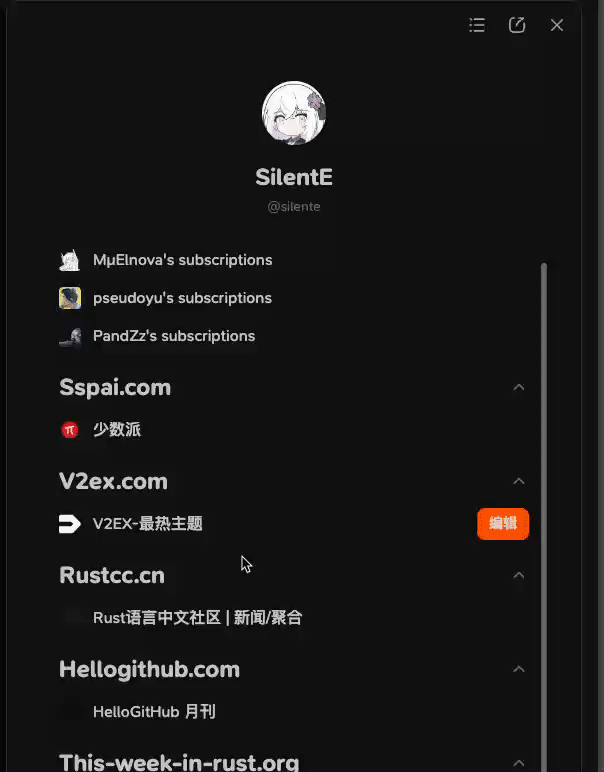 SilentE
@silente
MµElnova's subscriptions
pseudoyu's subscriptions
PandZz's subscriptions
Sspai.com
少数派
V2ex.com
V2EX-最热主题
编辑
Rustcc.cn
Rust语言中文社区 | 新闻/聚合
Hellogithub.com
HelloGitHub 月刊
This-week-in-rust.org